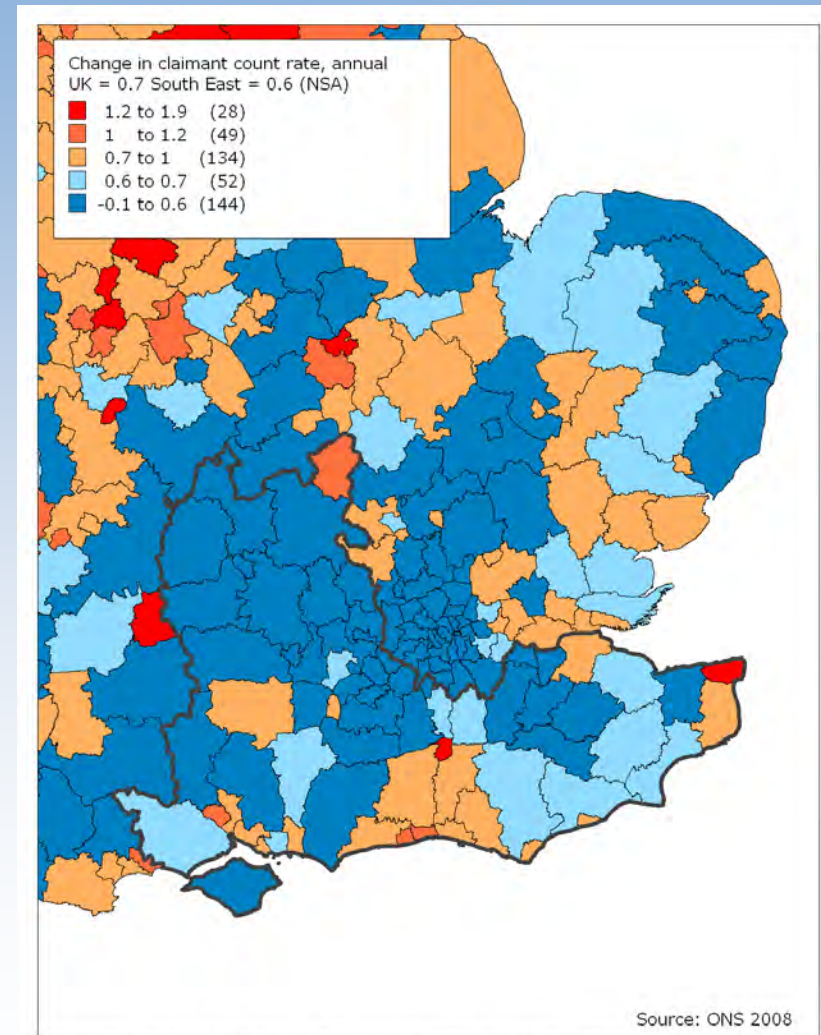 Change in claimant count rate, annual
UK = 0.7 South East = 0.6 (NSA)
1.2 to 1.9 (28)
1 to 1.2 (49)
0.7 to 1 (134)
0.6 to 0.7 (52)
-0.1 to 0.6 (144)
Source: ONS 2008